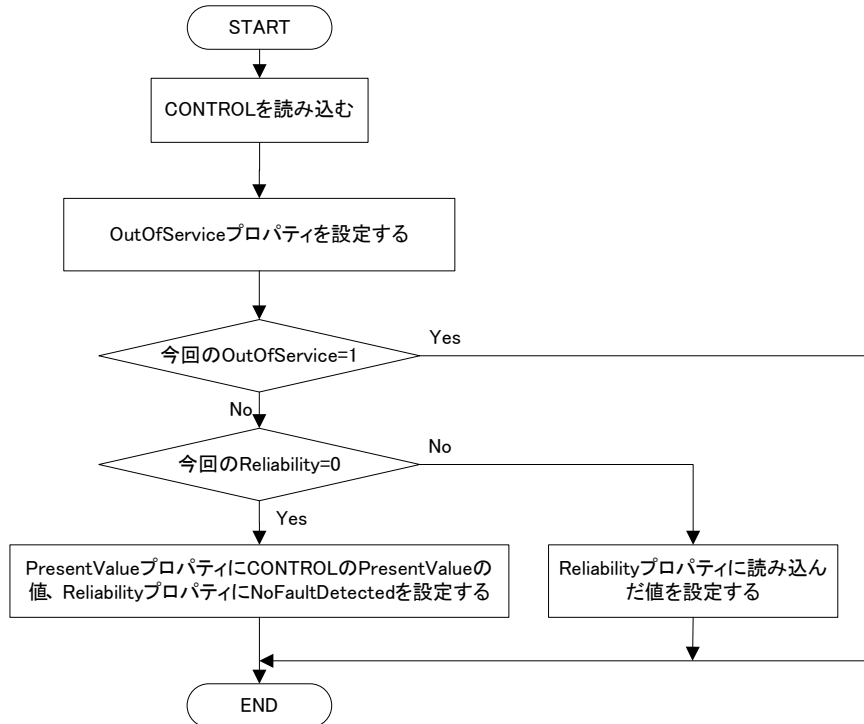 START
CONTROLを読み込む
OutOfServiceプロパティを設定する
今回のOutOfService=1
Yes
No
今回のReliability=0
No
Yes
PresentValueプロパティにCONTROLのPresentValueの
値、ReliabilityプロパティにNoFaultDetectedを設定する
Reliabilityプロパティに読み込ん
だ値を設定する
END